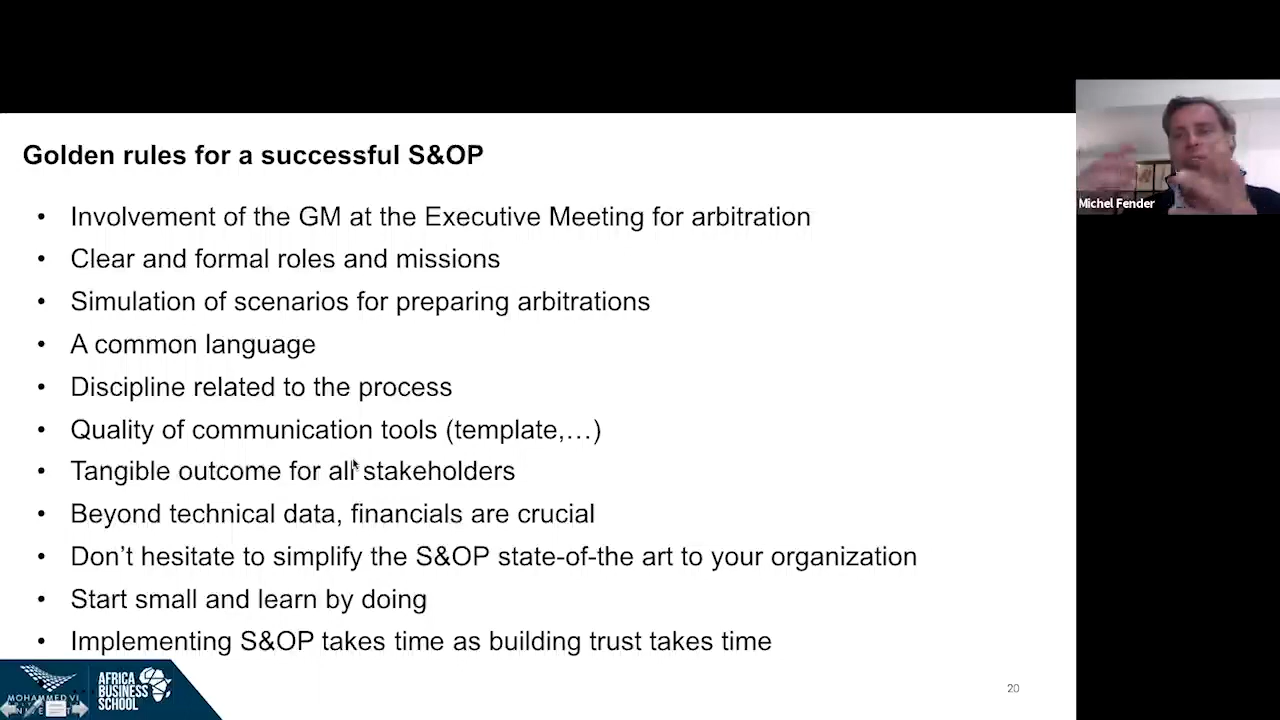 Golden rules for a successful S&OP
• Involvement of the GM at the Executive Meeting for arbitration
• Clear and formal roles and missions
• Simulation of scenarios for preparing arbitrations
• A common language
• Discipline related to the process
• Quality of communication tools (template,…)
• Tangible outcome for all stakeholders
• Beyond technical data, financials are crucial
• Don’t hesitate to simplify the S&OP state-of-the art to your organization
• Start small and learn by doing
• Implementing S&OP takes time as building trust takes time
Michel Fender
MOHAMMED VI
AFRICA
BUSINESS
SCHOOL
20